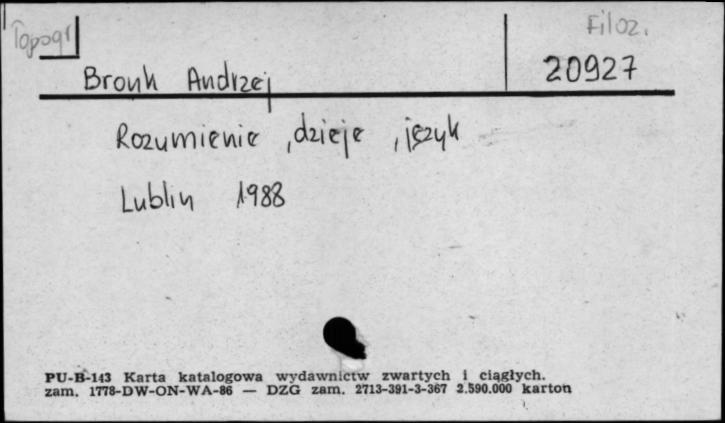 Topogr
Filoz.
Bronk Andrzej
20927
Rozumienie, dzieje, język
Lublin 1988
PU-B-143 Karta katalogowa wydawnictw zwartych i ciągłych.
zam. 1778-DW-ON-WA-86 — DZG zam. 2713-391-3-367 2.590.000 karton